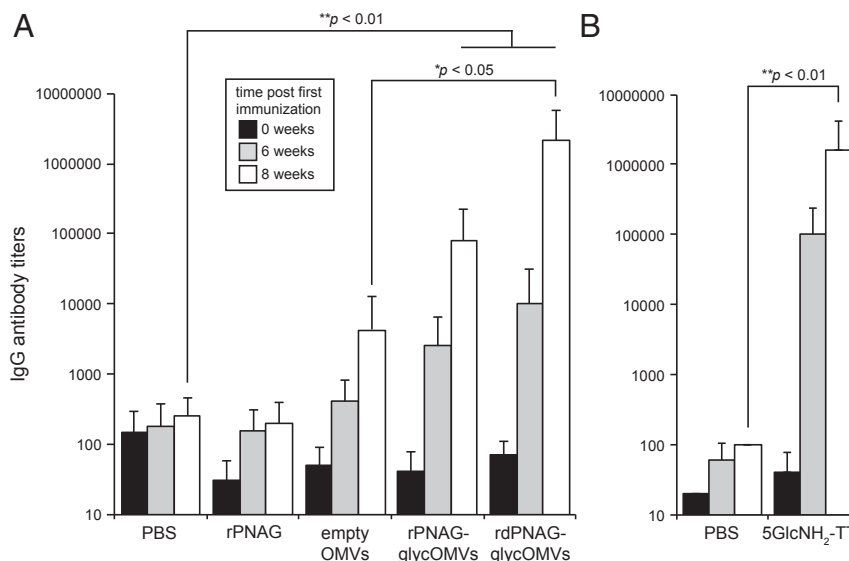 A
**p < 0.01
B
*p < 0.05
**p < 0.01
time post first
immunization
0 weeks
6 weeks
8 weeks
IgG antibody titers
10000000
1000000
100000
10000
1000
100
10
PBS
rPNAG
empty
OMVs
rPNAG-
glycOMVs
rdPNAG-
glycOMVs
10000000
1000000
100000
10000
1000
100
10
PBS
5GlcNH₂-TT